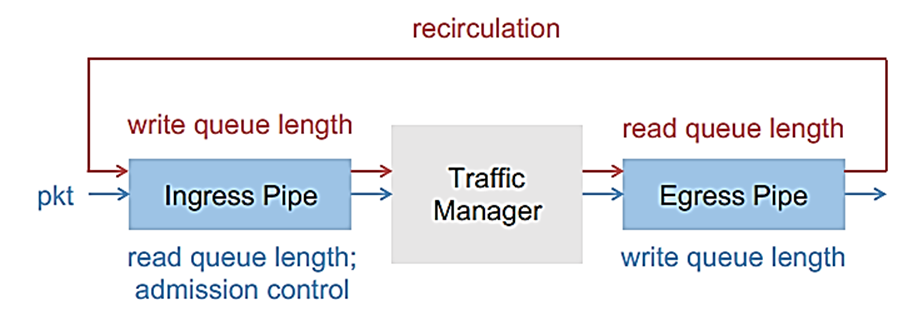 recirculation
write queue length
read queue length
pkt
Ingress Pipe
Traffic
Manager
Egress Pipe
read queue length;
admission control
write queue length